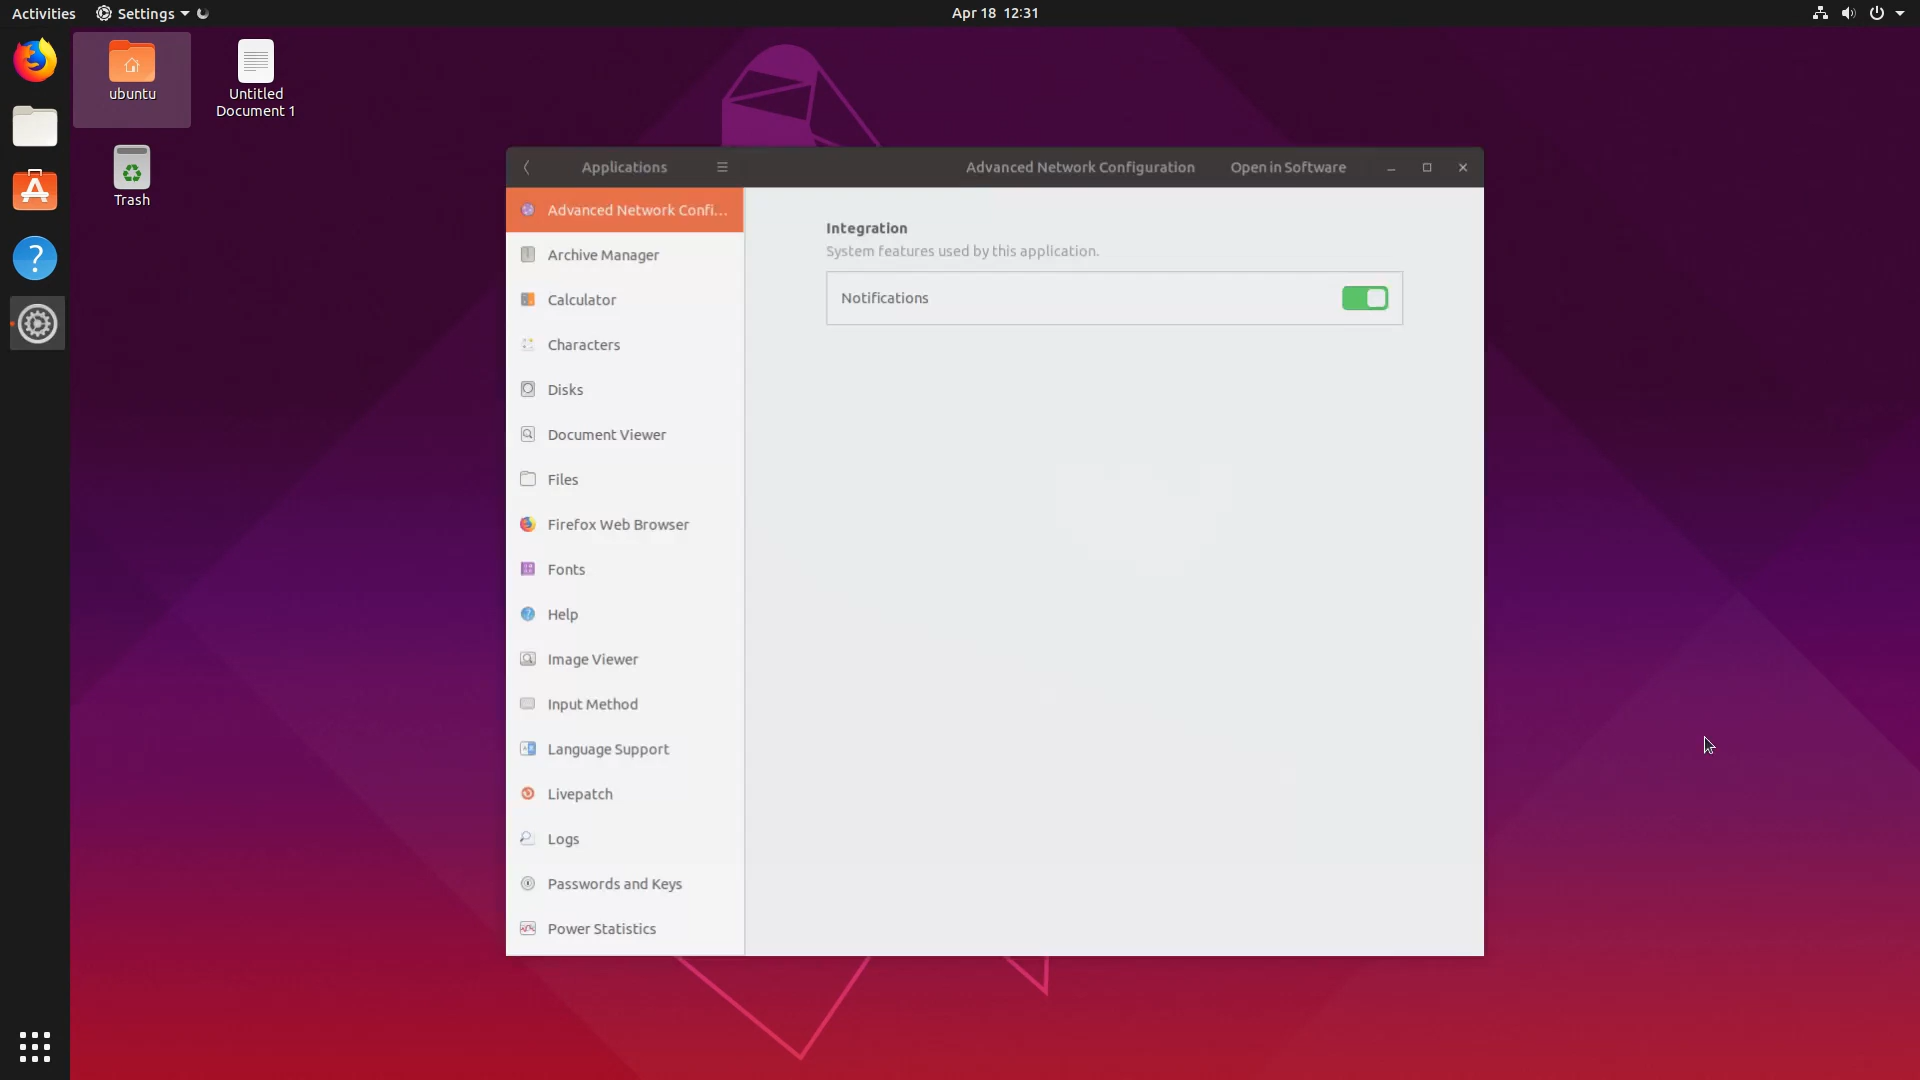 Activities
Settings
Apr 18 12:31
ubuntu
Untitled
Document 1
Trash
Applications
Advanced Network Configuration
Open in Software
Advanced Network Confi...
Archive Manager
Calculator
Characters
Disks
Document Viewer
Files
Firefox Web Browser
Fonts
Help
Image Viewer
Input Method
Language Support
Livepatch
Logs
Passwords and Keys
Power Statistics
Integration
System features used by this application.
Notifications